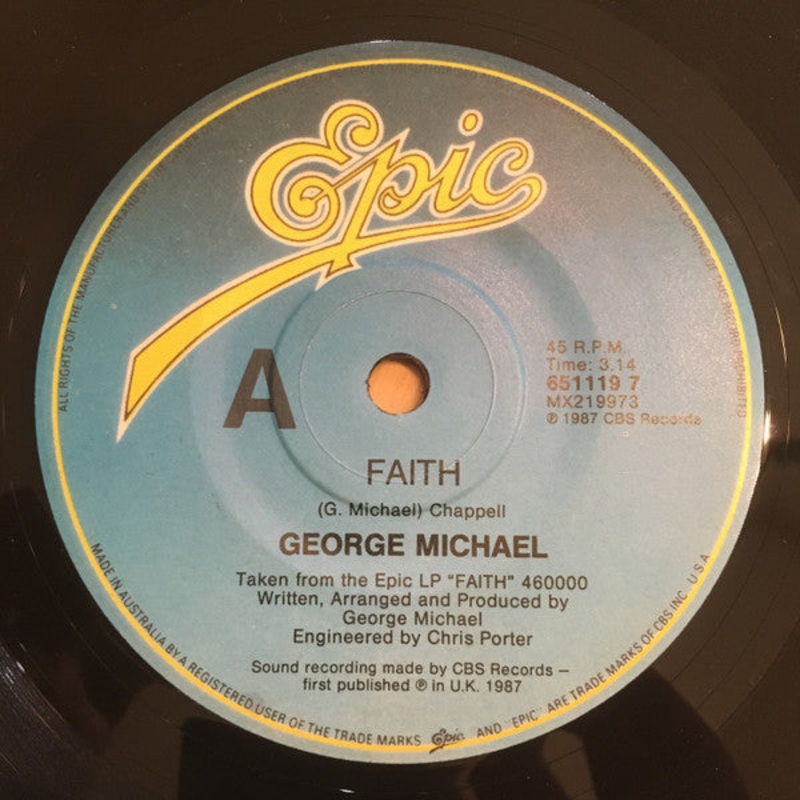 Epic
A
45 R.P.M.
Time: 3.14
651119 7
MX219973
℗ 1987 CBS Records
FAITH
(G. Michael) Chappell
GEORGE MICHAEL
Taken from the Epic LP "FAITH" 460000
Written, Arranged and Produced by
George Michael
Engineered by Chris Porter
Sound recording made by CBS Records –
first published ℗ in U.K. 1987
ALL RIGHTS OF THE MANUFACTURER AND OF
PROHIBITED
MADE IN AUSTRALIA BY A REGISTERED USER OF THE TRADE MARKS Epic AND "EPIC" ARE TRADE MARKS OF CBS INC. U.S.A.